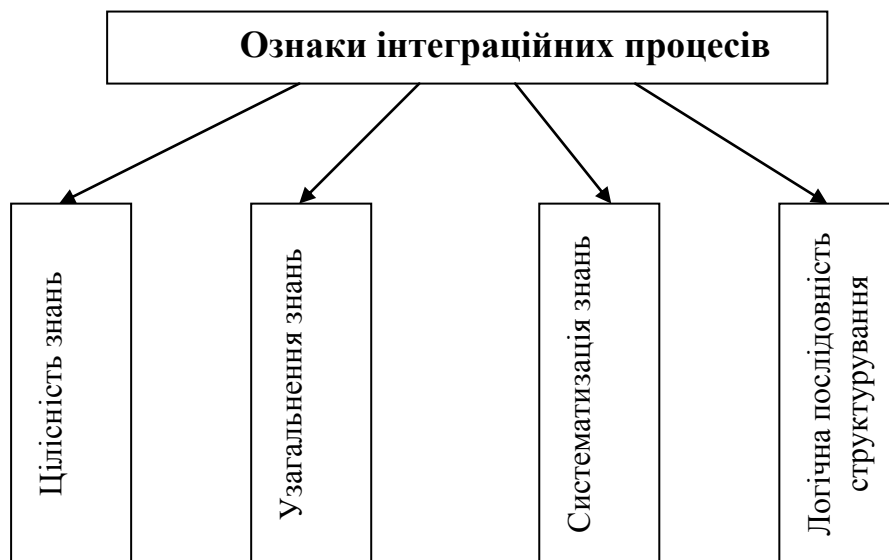 Ознаки інтеграційних процесів
Цілісність знань
Узагальнення знань
Систематизація знань
Логічна послідовність
структурування